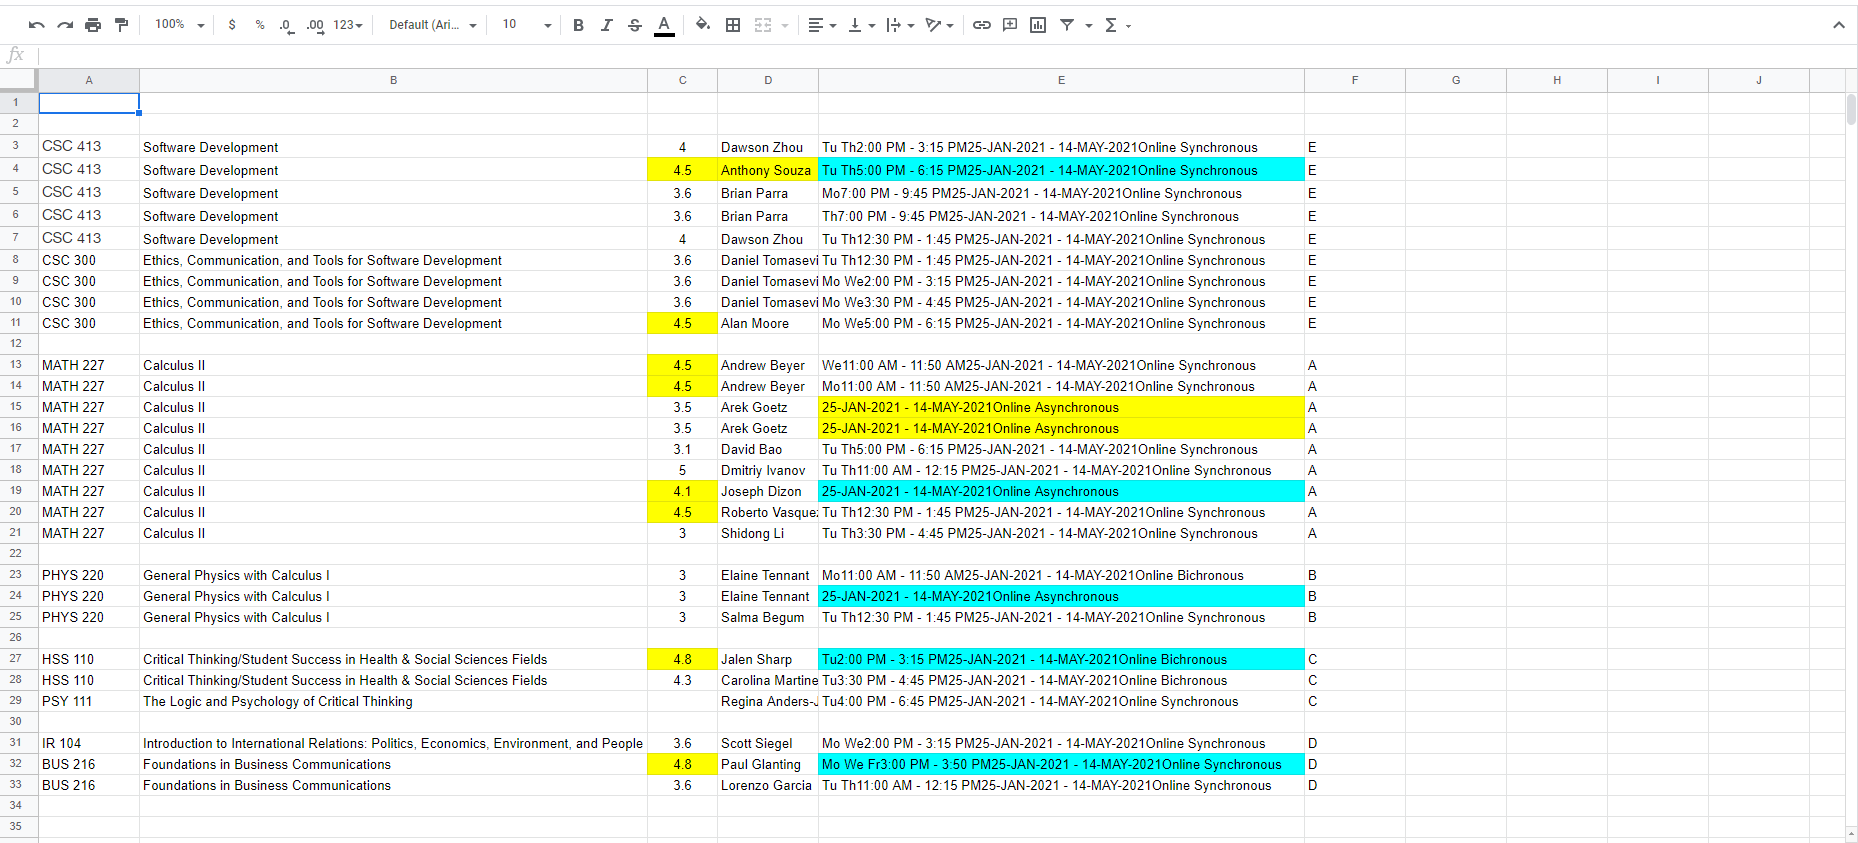 100% $ % .0 .00 123 Default (Ari... 10 B I S A
fx
A B C D E F G H I J
1
2
3 CSC 413 Software Development 4 Dawson Zhou Tu Th2:00 PM - 3:15 PM25-JAN-2021 - 14-MAY-2021Online Synchronous E
4 CSC 413 Software Development 4.5 Anthony Souza Tu Th5:00 PM - 6:15 PM25-JAN-2021 - 14-MAY-2021Online Synchronous E
5 CSC 413 Software Development 3.6 Brian Parra Mo7:00 PM - 9:45 PM25-JAN-2021 - 14-MAY-2021Online Synchronous E
6 CSC 413 Software Development 3.6 Brian Parra Th7:00 PM - 9:45 PM25-JAN-2021 - 14-MAY-2021Online Synchronous E
7 CSC 413 Software Development 4 Dawson Zhou Tu Th12:30 PM - 1:45 PM25-JAN-2021 - 14-MAY-2021Online Synchronous E
8 CSC 300 Ethics, Communication, and Tools for Software Development 3.6 Daniel Tomasevi Tu Th12:30 PM - 1:45 PM25-JAN-2021 - 14-MAY-2021Online Synchronous E
9 CSC 300 Ethics, Communication, and Tools for Software Development 3.6 Daniel Tomasevi Mo We2:00 PM - 3:15 PM25-JAN-2021 - 14-MAY-2021Online Synchronous E
10 CSC 300 Ethics, Communication, and Tools for Software Development 3.6 Daniel Tomasevi Mo We3:30 PM - 4:45 PM25-JAN-2021 - 14-MAY-2021Online Synchronous E
11 CSC 300 Ethics, Communication, and Tools for Software Development 4.5 Alan Moore Mo We5:00 PM - 6:15 PM25-JAN-2021 - 14-MAY-2021Online Synchronous E
12
13 MATH 227 Calculus II 4.5 Andrew Beyer We11:00 AM - 11:50 AM25-JAN-2021 - 14-MAY-2021Online Synchronous A
14 MATH 227 Calculus II 4.5 Andrew Beyer Mo11:00 AM - 11:50 AM25-JAN-2021 - 14-MAY-2021Online Synchronous A
15 MATH 227 Calculus II 3.5 Arek Goetz 25-JAN-2021 - 14-MAY-2021Online Asynchronous A
16 MATH 227 Calculus II 3.5 Arek Goetz 25-JAN-2021 - 14-MAY-2021Online Asynchronous A
17 MATH 227 Calculus II 3.1 David Bao Tu Th5:00 PM - 6:15 PM25-JAN-2021 - 14-MAY-2021Online Synchronous A
18 MATH 227 Calculus II 5 Dmitriy Ivanov Tu Th11:00 AM - 12:15 PM25-JAN-2021 - 14-MAY-2021Online Synchronous A
19 MATH 227 Calculus II 4.1 Joseph Dizon 25-JAN-2021 - 14-MAY-2021Online Asynchronous A
20 MATH 227 Calculus II 4.5 Roberto Vasque Tu Th12:30 PM - 1:45 PM25-JAN-2021 - 14-MAY-2021Online Synchronous A
21 MATH 227 Calculus II 3 Shidong Li Tu Th3:30 PM - 4:45 PM25-JAN-2021 - 14-MAY-2021Online Synchronous A
22
23 PHYS 220 General Physics with Calculus I 3 Elaine Tennant Mo11:00 AM - 11:50 AM25-JAN-2021 - 14-MAY-2021Online Bichronous B
24 PHYS 220 General Physics with Calculus I 3 Elaine Tennant 25-JAN-2021 - 14-MAY-2021Online Asynchronous B
25 PHYS 220 General Physics with Calculus I 3 Salma Begum Tu Th12:30 PM - 1:45 PM25-JAN-2021 - 14-MAY-2021Online Synchronous B
26
27 HSS 110 Critical Thinking/Student Success in Health & Social Sciences Fields 4.8 Jalen Sharp Tu2:00 PM - 3:15 PM25-JAN-2021 - 14-MAY-2021Online Bichronous C
28 HSS 110 Critical Thinking/Student Success in Health & Social Sciences Fields 4.3 Carolina Martine Tu3:30 PM - 4:45 PM25-JAN-2021 - 14-MAY-2021Online Bichronous C
29 PSY 111 The Logic and Psychology of Critical Thinking Regina Anders-J Tu4:00 PM - 6:45 PM25-JAN-2021 - 14-MAY-2021Online Synchronous C
30
31 IR 104 Introduction to International Relations: Politics, Economics, Environment, and People 3.6 Scott Siegel Mo We2:00 PM - 3:15 PM25-JAN-2021 - 14-MAY-2021Online Synchronous D
32 BUS 216 Foundations in Business Communications 4.8 Paul Glanting Mo We Fr3:00 PM - 3:50 PM25-JAN-2021 - 14-MAY-2021Online Synchronous D
33 BUS 216 Foundations in Business Communications 3.6 Lorenzo Garcia Tu Th11:00 AM - 12:15 PM25-JAN-2021 - 14-MAY-2021Online Synchronous D
34
35